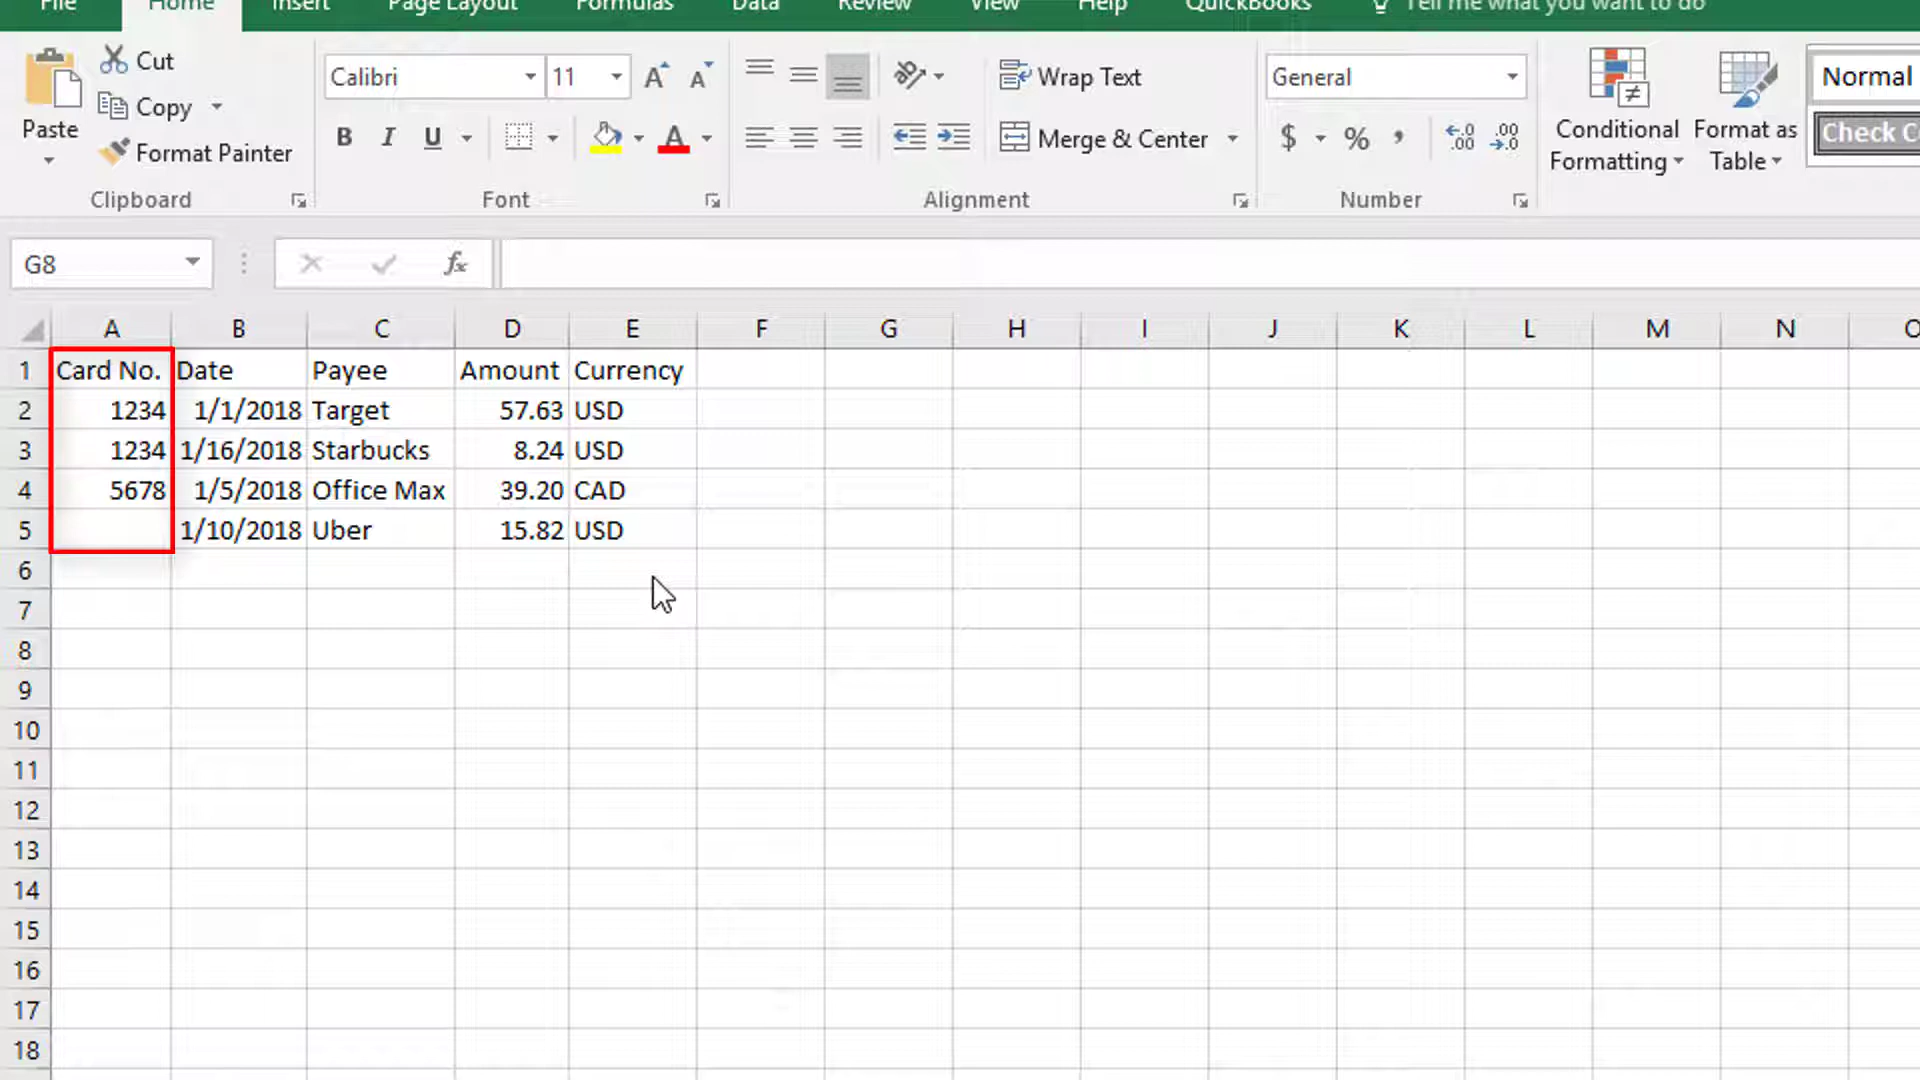 File Home Insert Page Layout Formulas Data Review View Help QuickBooks Tell me what you want to do
Paste
Cut
Copy
Format Painter
Clipboard
Calibri 11
B I U
Font
Wrap Text
Merge & Center
Alignment
General
$ % ,
Number
Conditional Formatting
Format as Table
Normal
Check C
G8 fx
A B C D E F G H I J K L M N O
1 Card No. Date Payee Amount Currency
2 1234 1/1/2018 Target 57.63 USD
3 1234 1/16/2018 Starbucks 8.24 USD
4 5678 1/5/2018 Office Max 39.20 CAD
5 1/10/2018 Uber 15.82 USD
6
7
8
9
10
11
12
13
14
15
16
17
18